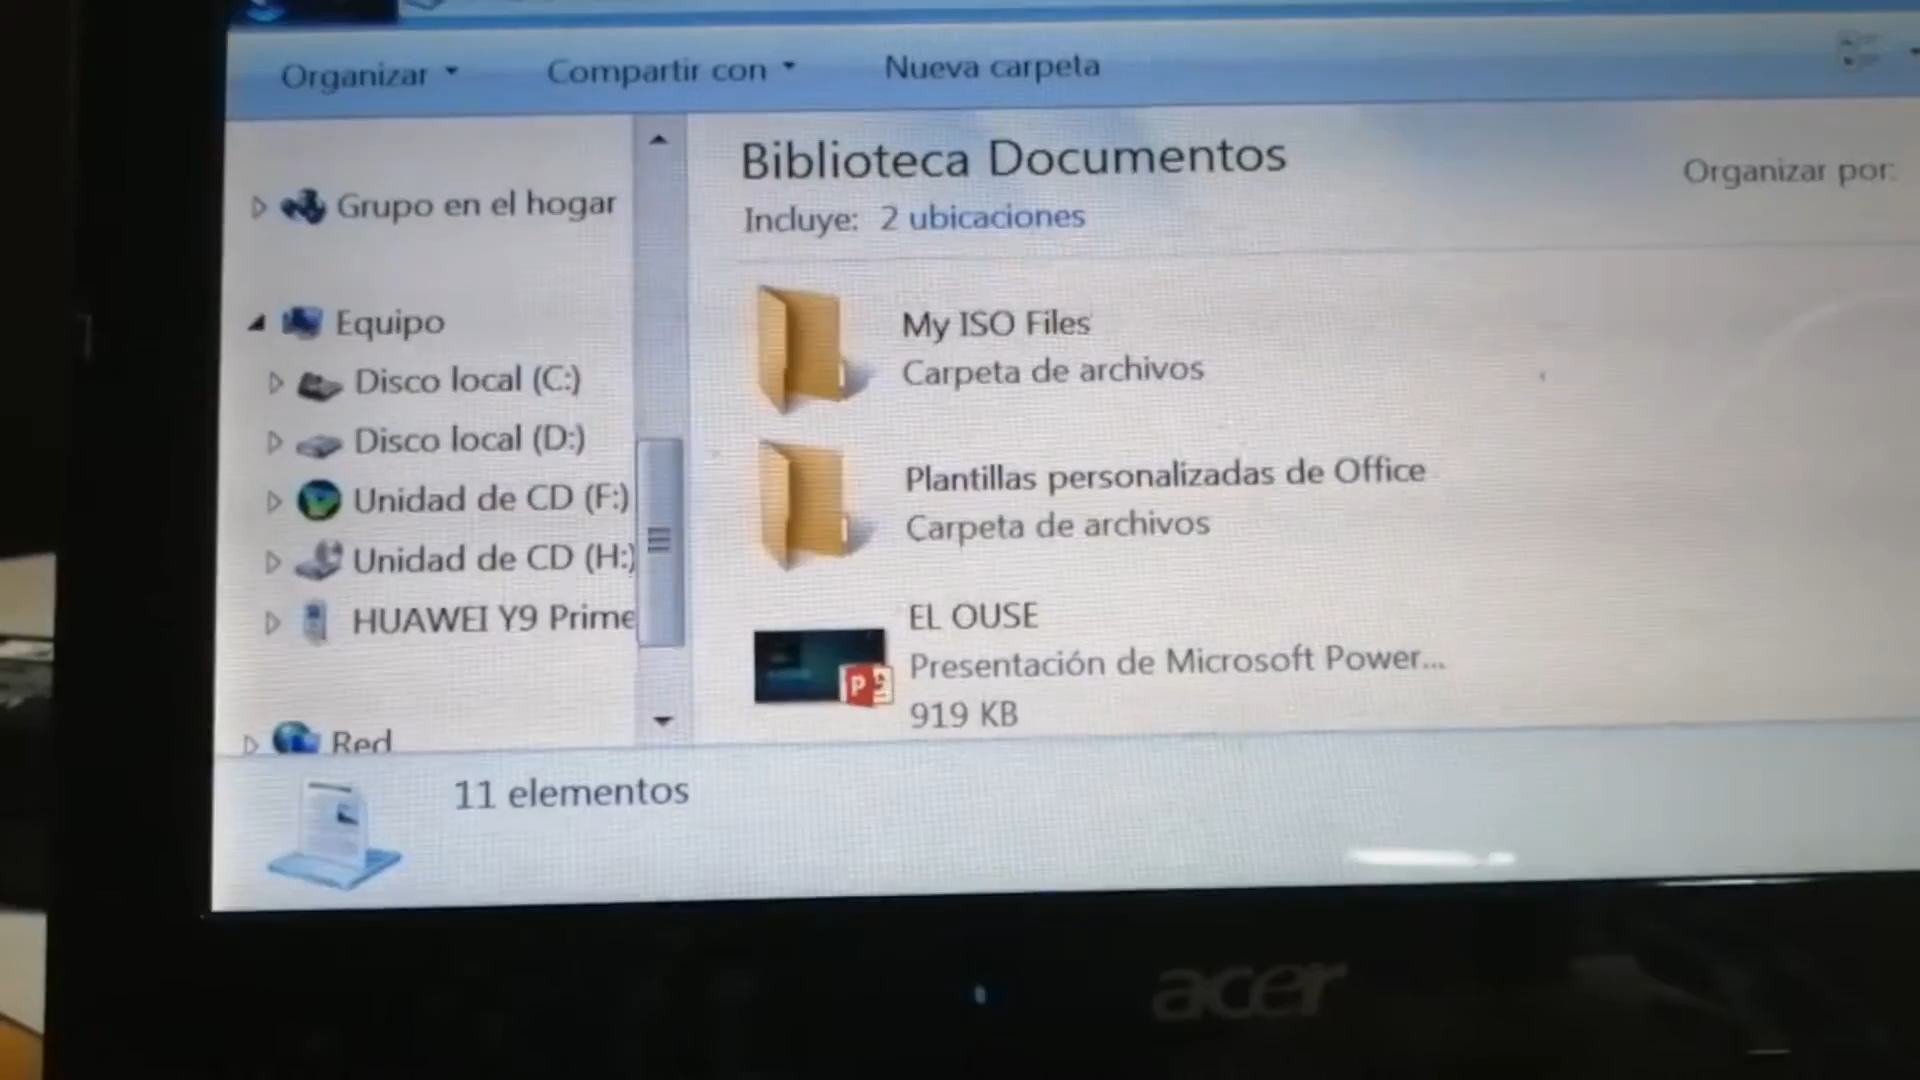 Organizar
Compartir con
Nueva carpeta
Grupo en el hogar
Equipo
Disco local (C:)
Disco local (D:)
Unidad de CD (F:)
Unidad de CD (H:)
HUAWEI Y9 Prime
Red
Biblioteca Documentos
Incluye: 2 ubicaciones
Organizar por:
My ISO Files
Carpeta de archivos
Plantillas personalizadas de Office
Carpeta de archivos
EL OUSE
Presentación de Microsoft Power...
919 KB
P
11 elementos
acer